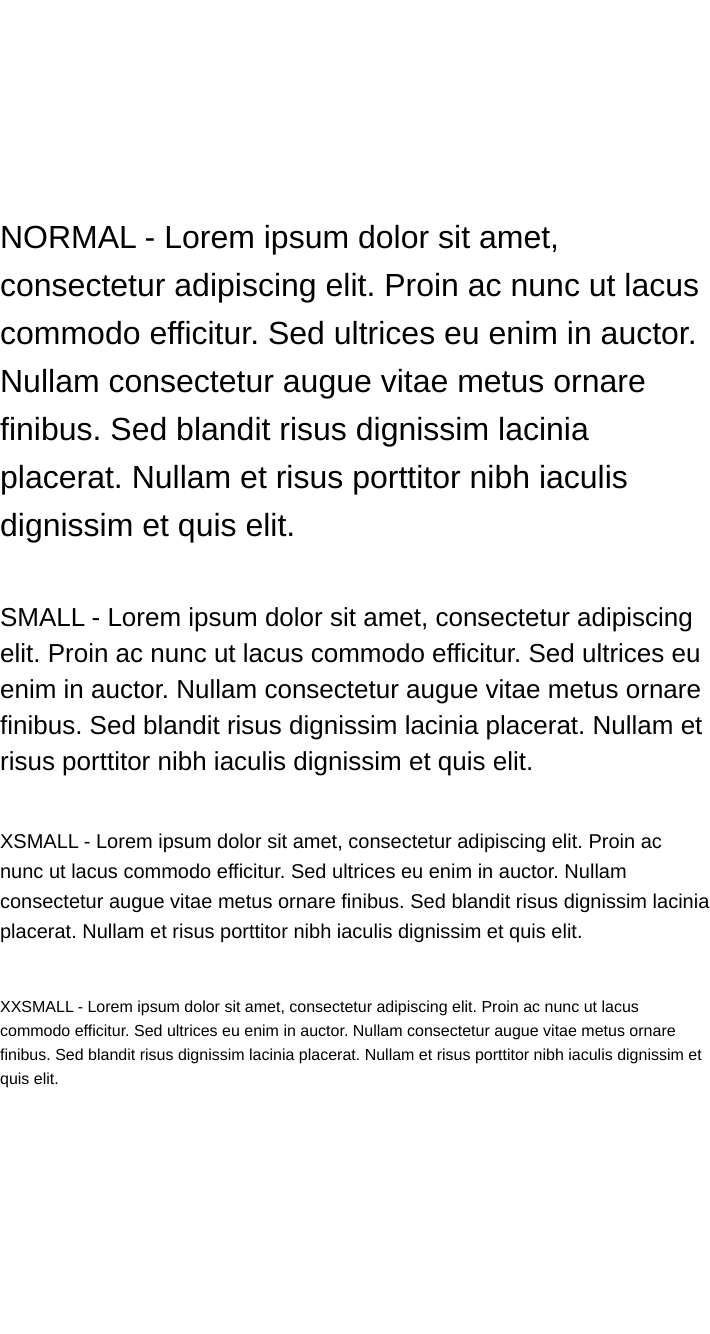 NORMAL - Lorem ipsum dolor sit amet,
consectetur adipiscing elit. Proin ac nunc ut lacus
commodo efficitur. Sed ultrices eu enim in auctor.
Nullam consectetur augue vitae metus ornare
finibus. Sed blandit risus dignissim lacinia
placerat. Nullam et risus porttitor nibh iaculis
dignissim et quis elit.
SMALL - Lorem ipsum dolor sit amet, consectetur adipiscing
elit. Proin ac nunc ut lacus commodo efficitur. Sed ultrices eu
enim in auctor. Nullam consectetur augue vitae metus ornare
finibus. Sed blandit risus dignissim lacinia placerat. Nullam et
risus porttitor nibh iaculis dignissim et quis elit.
XSMALL - Lorem ipsum dolor sit amet, consectetur adipiscing elit. Proin ac
nunc ut lacus commodo efficitur. Sed ultrices eu enim in auctor. Nullam
consectetur augue vitae metus ornare finibus. Sed blandit risus dignissim lacinia
placerat. Nullam et risus porttitor nibh iaculis dignissim et quis elit.
XXSMALL - Lorem ipsum dolor sit amet, consectetur adipiscing elit. Proin ac nunc ut lacus
commodo efficitur. Sed ultrices eu enim in auctor. Nullam consectetur augue vitae metus ornare
finibus. Sed blandit risus dignissim lacinia placerat. Nullam et risus porttitor nibh iaculis dignissim et
quis elit.